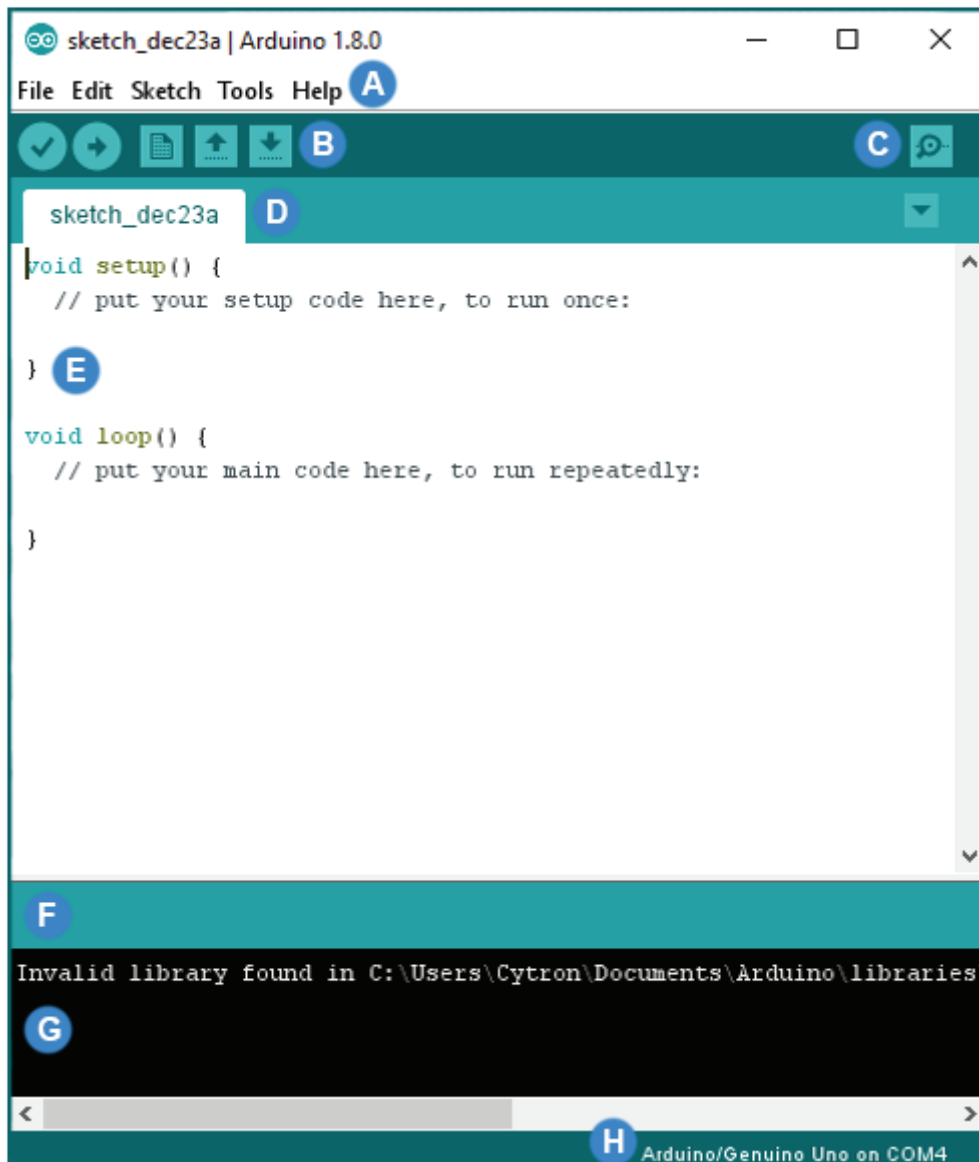 sketch_dec23a | Arduino 1.8.0
File Edit Sketch Tools Help A
B C
sketch_dec23a D
void setup() {
  // put your setup code here, to run once:
} E
void loop() {
  // put your main code here, to run repeatedly:
}
F
Invalid library found in C:\Users\Cytron\Documents\Arduino\libraries
G
H Arduino/Genuino Uno on COM4